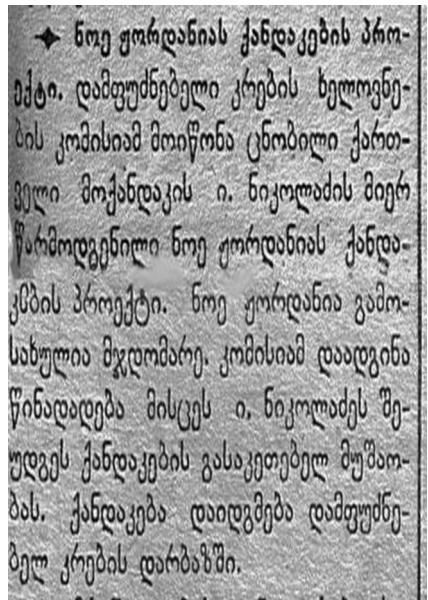 ✦ ნოე ჟორდანიას ქანდაკების პრო-
ექტი. დამფუძნებელი კრების ხელოვნე-
ბის კომისიამ მოიწონა ცნობილი ქართ-
ველი მოქანდაკის ი. ნიკოლაძის მიერ
წარმოდგენილი ნოე ჟორდანიას ქანდა-
კების პროექტი. ნოე ჟორდანია გამო-
სახულია მჯდომარე. კომისიამ დაადგინა
წინადადება მისცეს ი. ნიკოლაძეს შე-
უდგეს ქანდაკების გასაკეთებელ მუშაო-
ბას. ქანდაკება დაიდგმება დამფუძნე-
ბელ კრების დარბაზში.